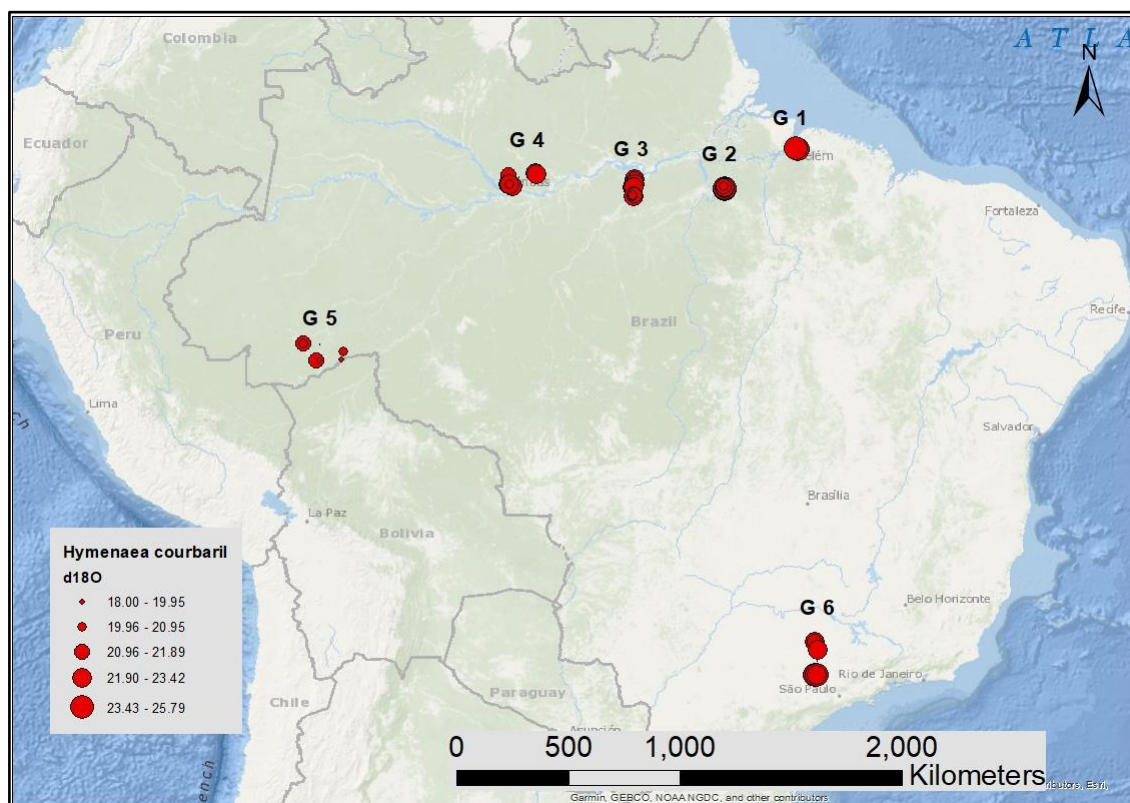 Colombia
A T L A
N
G 1
G 4
G 3
G 2
Ecuador
Fortaleza
Brazil
Recife
G 5
Peru
Lima
Salvador
Brasília
La Paz
Bolivia
Hymenaea courbaril
d18O
18.00 - 19.95
19.96 - 20.95
20.96 - 21.89
21.90 - 23.42
23.43 - 25.79
Belo Horizonte
G 6
Rio de Janeiro
São Paulo
Chile
Paraguay
0 500 1,000 2,000
Kilometers
Garmin, GEBCO, NOAA NGDC, and other contributors